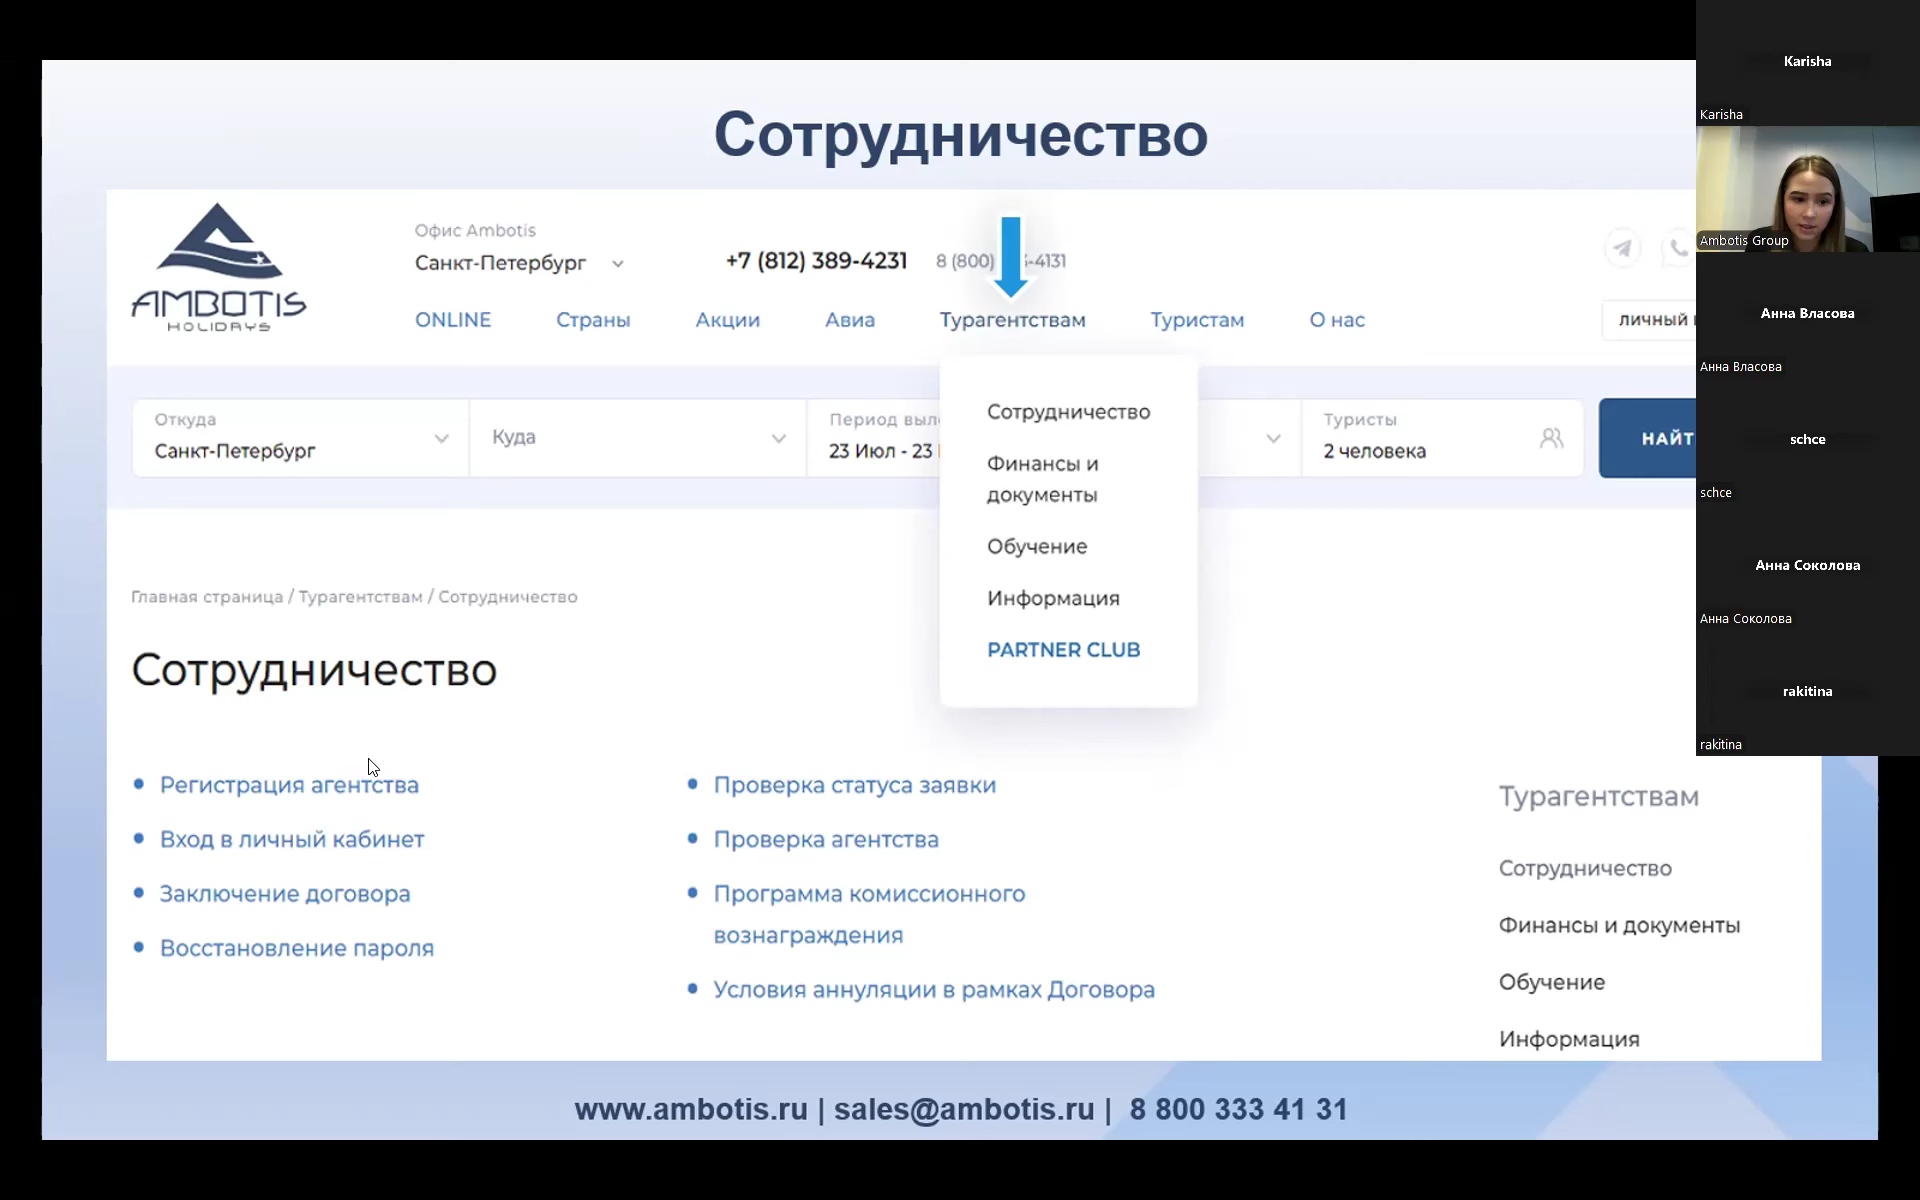 Сотрудничество
AMBOTIS
HOLIDAYS
Офис Ambotis
Санкт-Петербург
+7 (812) 389-4231
8 (800)
-4131
ONLINE
Страны
Акции
Авиа
Турагентствам
Туристам
О нас
ЛИЧНЫЙ
Откуда
Санкт-Петербург
Куда
Период
23 Июл - 23
Туристы
2 человека
НАЙТ
Сотрудничество
Финансы и
документы
Обучение
Информация
PARTNER CLUB
Главная страница / Турагентствам / Сотрудничество
Сотрудничество
Регистрация агентства
Вход в личный кабинет
Заключение договора
Восстановление пароля
Проверка статуса заявки
Проверка агентства
Программа комиссионного
вознаграждения
Условия аннуляции в рамках Договора
Турагентствам
Сотрудничество
Финансы и документы
Обучение
Информация
www.ambotis.ru | sales@ambotis.ru | 8 800 333 41 31
Karisha
Karisha
Ambotis Group
Анна Власова
Анна Власова
schce
schce
Анна Соколова
Анна Соколова
rakitina
rakitina